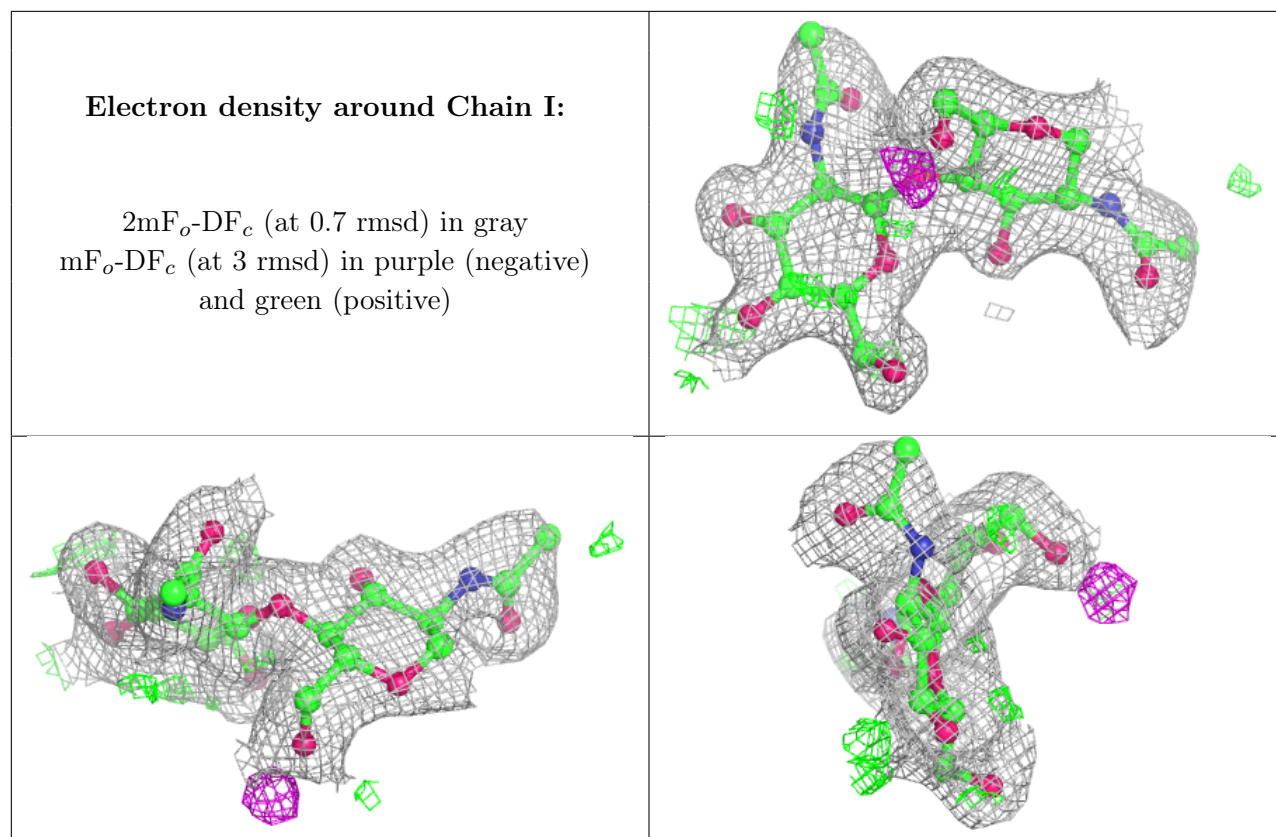 Electron density around Chain I:
2mFo-DFc (at 0.7 rmsd) in gray
mFo-DFc (at 3 rmsd) in purple (negative)
and green (positive)